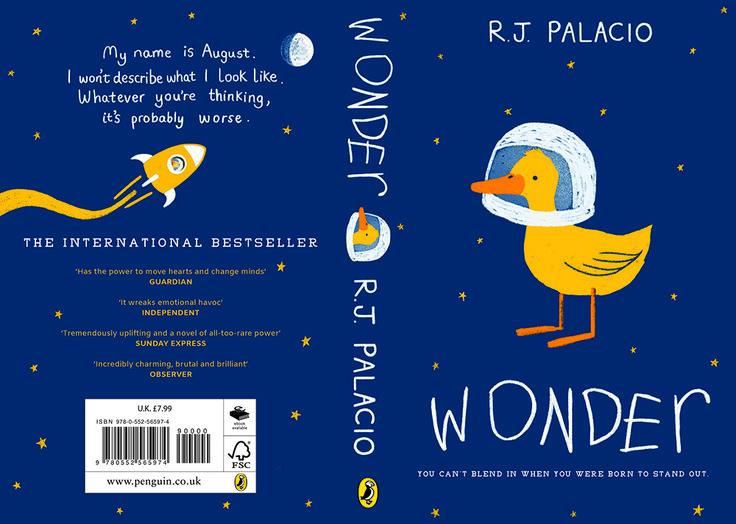 My name is August.
I won't describe what I look like.
Whatever you're thinking,
it's probably worse.
THE INTERNATIONAL BESTSELLER
'Has the power to move hearts and change minds'
GUARDIAN
'It wreaks emotional havoc'
INDEPENDENT
'Tremendously uplifting and a novel of all-too-rare power'
SUNDAY EXPRESS
'Incredibly charming, brutal and brilliant'
OBSERVER
U.K. £7.99
ISBN 978-0-552-56597-4
90000
9 780552 565974
www.penguin.co.uk
ebook
available
FSC
WONDER
R.J. PALACIO
R.J. PALACIO
WONDER
YOU CAN'T BLEND IN WHEN YOU WERE BORN TO STAND OUT.